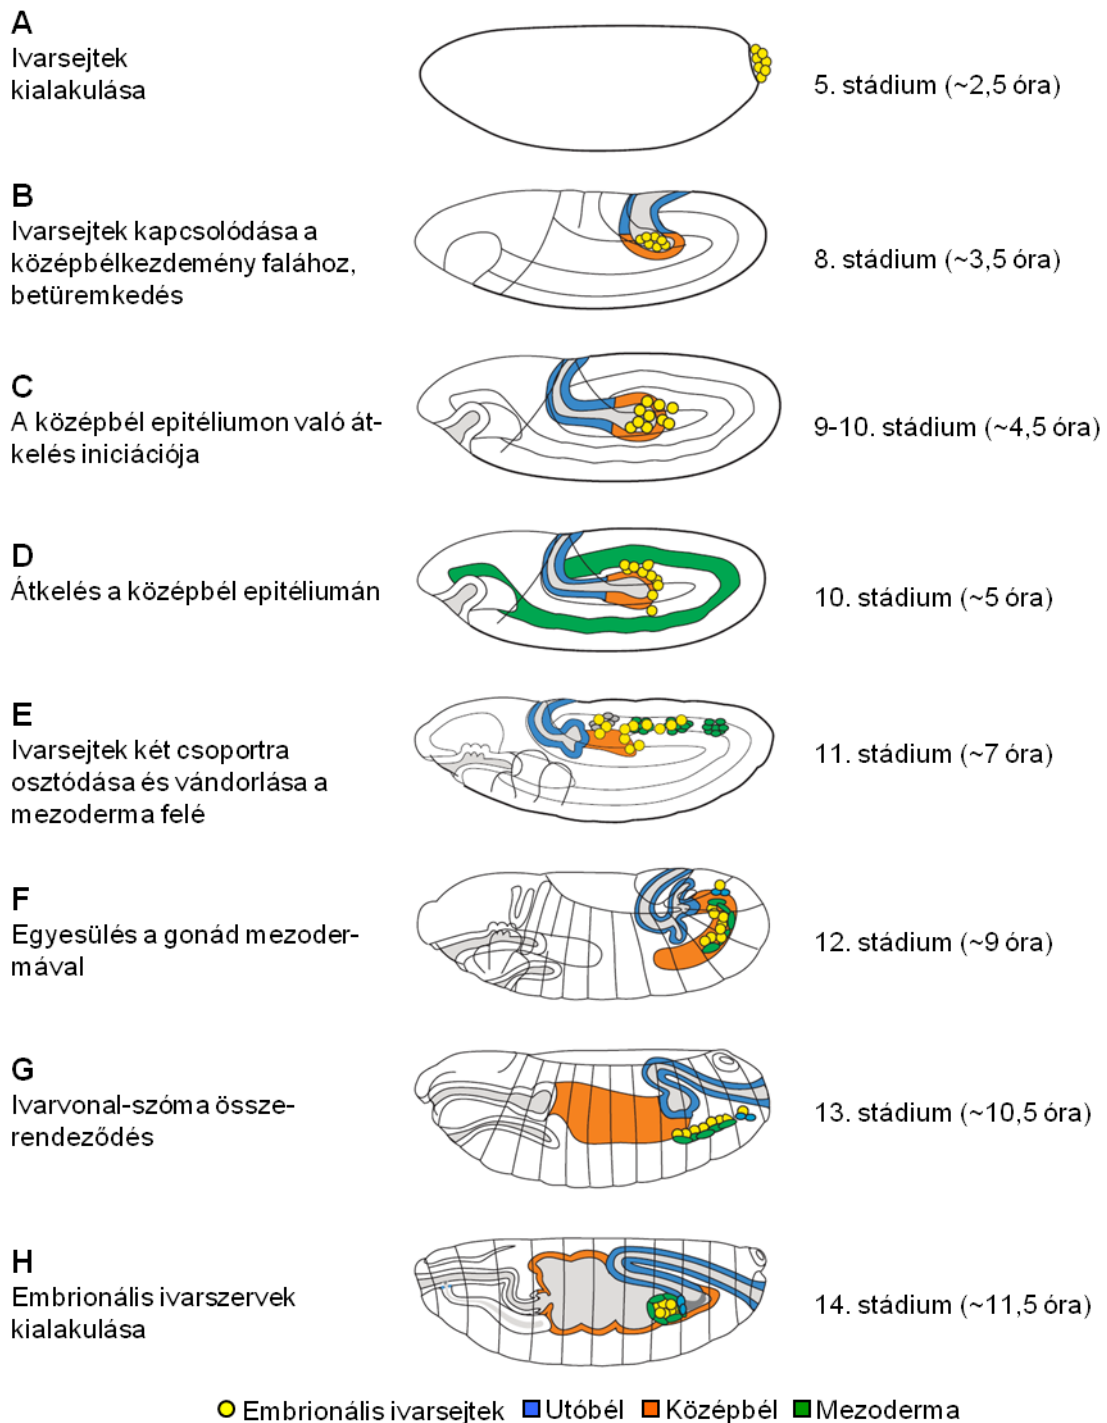 A
Ivarsejtek
kialakulása
5. stádium (~2,5 óra)
B
Ivarsejtek kapcsolódása a
középbélkezdemény falához,
betüremkedés
8. stádium (~3,5 óra)
C
A középbél epitéliumon való át-
kelés iniciációja
9-10. stádium (~4,5 óra)
D
Átkelés a középbél epitéliumán
10. stádium (~5 óra)
E
Ivarsejtek két csoportra
osztódása és vándorlása a
mezoderma felé
11. stádium (~7 óra)
F
Egyesülés a gonád mezoder-
mával
12. stádium (~9 óra)
G
Ivarvonal-szóma össze-
rendeződés
13. stádium (~10,5 óra)
H
Embrionális ivarszervek
kialakulása
14. stádium (~11,5 óra)
Embrionális ivarsejtek Utóbél Középbél Mezoderma